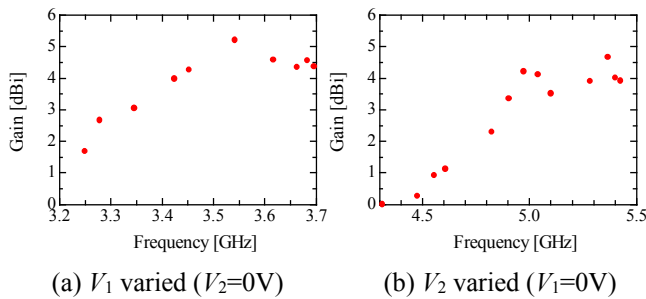 6
5
4
3
2
1
0
Gain [dBi]
3.2 3.3 3.4 3.5 3.6 3.7
Frequency [GHz]
(a) V1 varied (V2=0V)
6
5
4
3
2
1
0
Gain [dBi]
4.5 5.0 5.5
Frequency [GHz]
(b) V2 varied (V1=0V)